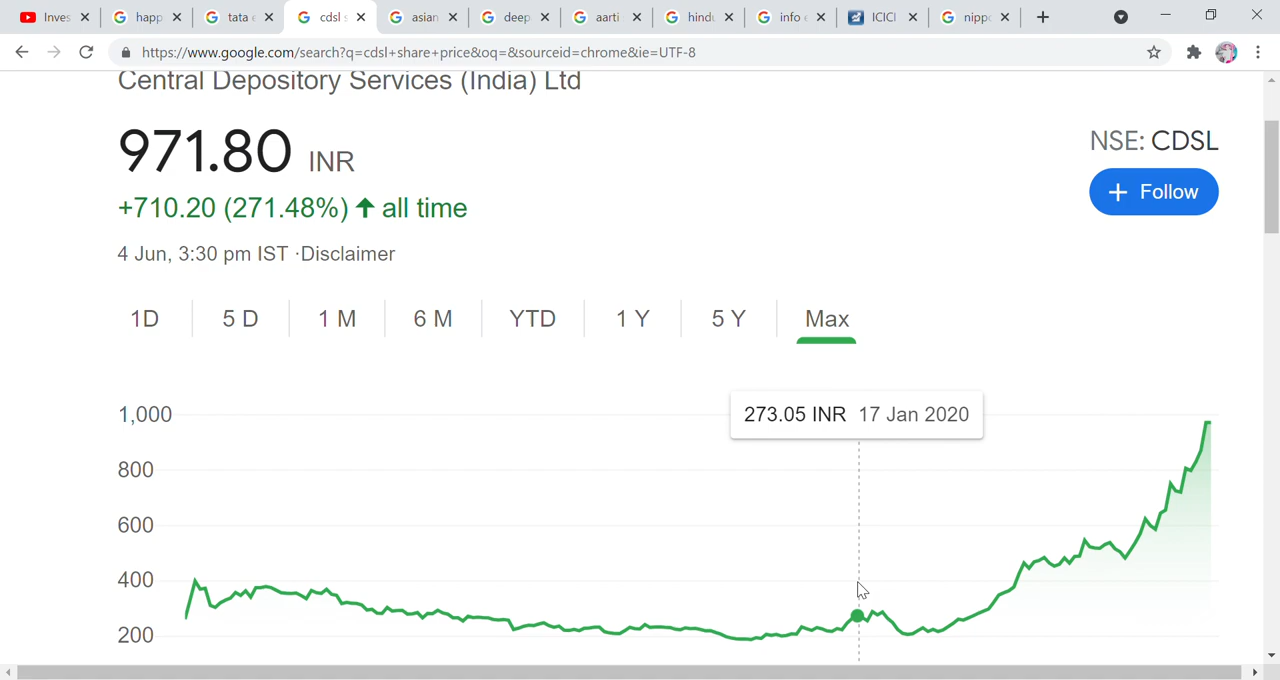 Inves
happ
tata
cdsl s
asian
deep
aarti
hindu
info e
ICICI
nippo
https://www.google.com/search?q=cdsl+share+price&oq=&sourceid=chrome&ie=UTF-8
Central Depository Services (India) Ltd
971.80 INR
NSE: CDSL
+ Follow
+710.20 (271.48%) ↑ all time
4 Jun, 3:30 pm IST ·Disclaimer
1D 5 D 1 M 6 M YTD 1 Y 5 Y Max
273.05 INR 17 Jan 2020
1,000
800
600
400
200